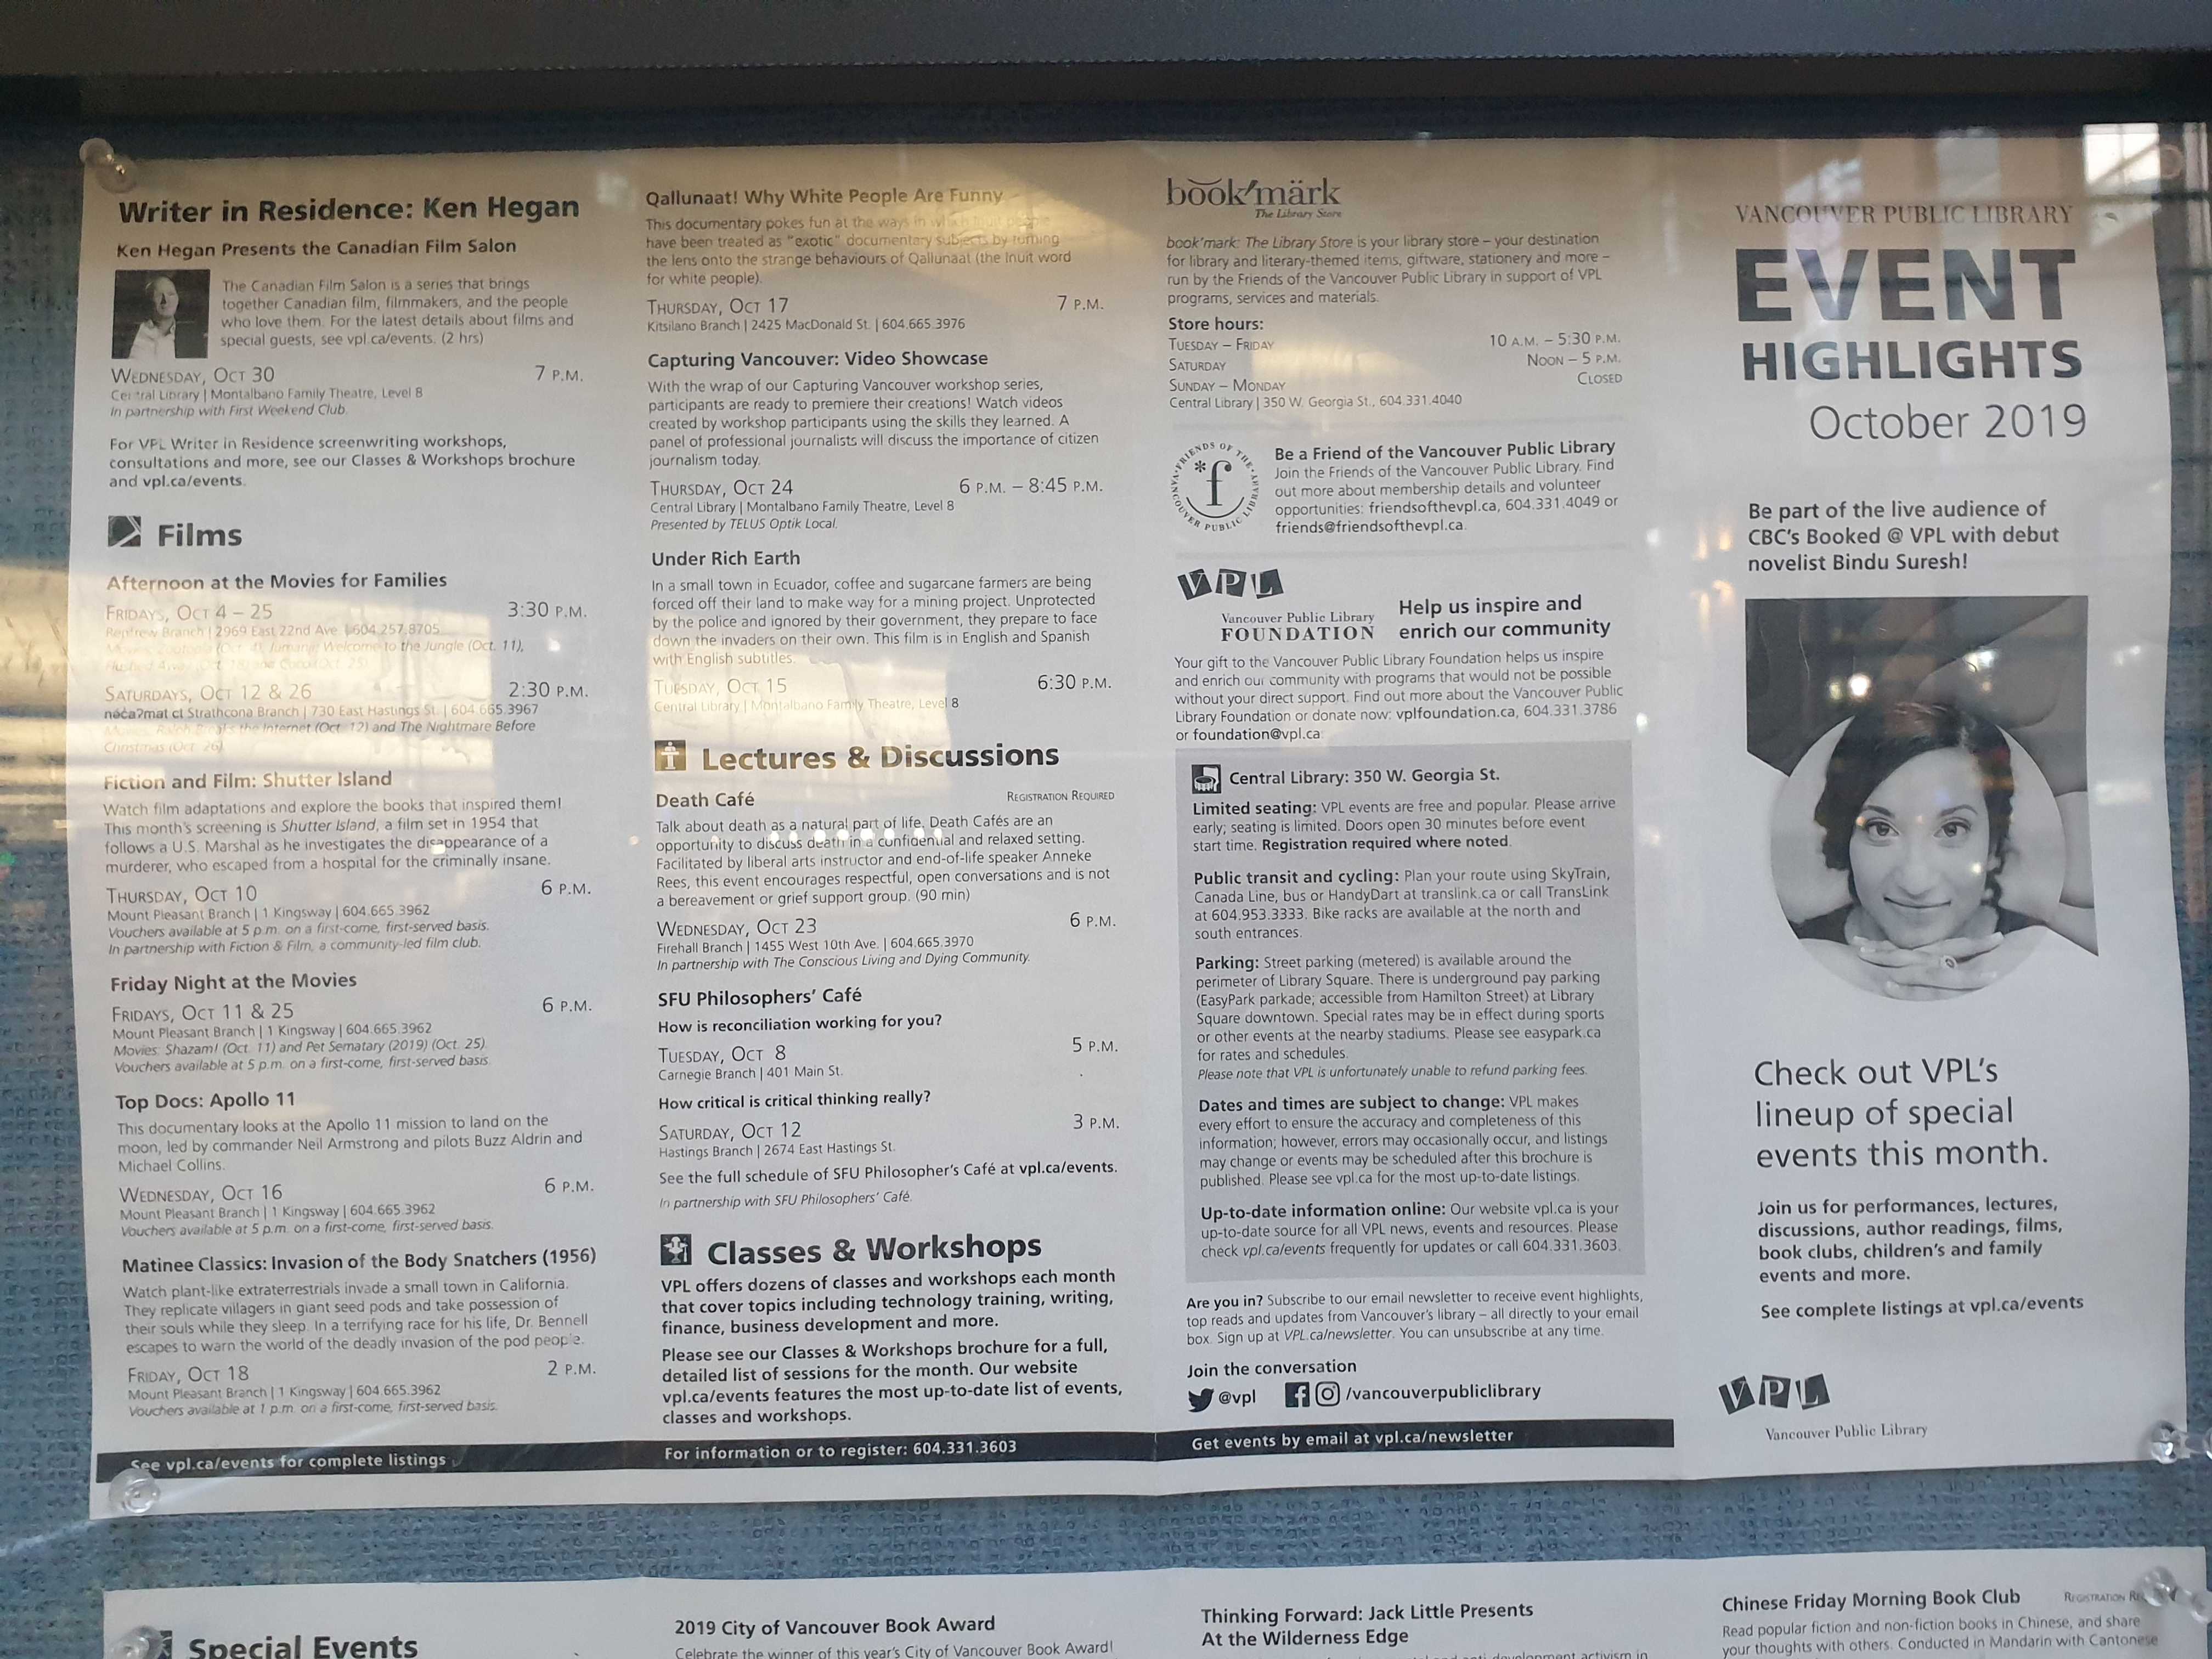 Writer in Residence: Ken Hegan
Ken Hegan Presents the Canadian Film Salon
The Canadian Film Salon is a series that brings
together Canadian film, filmmakers, and the people
who love them. For the latest details about films and
special guests, see vpl.ca/events. (2 hrs)
WEDNESDAY, OCT 30 7 P.M.
Central Library | Montalbano Family Theatre, Level 8
In partnership with First Weekend Club.
For VPL Writer in Residence screenwriting workshops,
consultations and more, see our Classes & Workshops brochure
and vpl.ca/events.
Films
Afternoon at the Movies for Families
FRIDAYS, OCT 4 – 25 3:30 P.M.
Renfrew Branch | 2969 East 22nd Ave. | 604.257.8705
Movies: Zootopia (Oct. 4), Jumanji: Welcome to the Jungle (Oct. 11),
Flushed Away (Oct. 18) and Coco (Oct. 25)
SATURDAYS, OCT 12 & 26 2:30 P.M.
nəćaʔmat ct Strathcona Branch | 730 East Hastings St. | 604.665.3967
Movies: Ralph Breaks the Internet (Oct. 12) and The Nightmare Before
Christmas (Oct. 26)
Fiction and Film: Shutter Island
Watch film adaptations and explore the books that inspired them!
This month's screening is Shutter Island, a film set in 1954 that
follows a U.S. Marshal as he investigates the disappearance of a
murderer, who escaped from a hospital for the criminally insane.
THURSDAY, OCT 10 6 P.M.
Mount Pleasant Branch | 1 Kingsway | 604.665.3962
Vouchers available at 5 p.m. on a first-come, first-served basis.
In partnership with Fiction & Film, a community-led film club.
Friday Night at the Movies
FRIDAYS, OCT 11 & 25 6 P.M.
Mount Pleasant Branch | 1 Kingsway | 604.665.3962
Movies: Shazam! (Oct. 11) and Pet Sematary (2019) (Oct. 25).
Vouchers available at 5 p.m. on a first-come, first-served basis.
Top Docs: Apollo 11
This documentary looks at the Apollo 11 mission to land on the
moon, led by commander Neil Armstrong and pilots Buzz Aldrin and
Michael Collins.
WEDNESDAY, OCT 16 6 P.M.
Mount Pleasant Branch | 1 Kingsway | 604.665.3962
Vouchers available at 5 p.m. on a first-come, first-served basis.
Matinee Classics: Invasion of the Body Snatchers (1956)
Watch plant-like extraterrestrials invade a small town in California.
They replicate villagers in giant seed pods and take possession of
their souls while they sleep. In a terrifying race for his life, Dr. Bennell
escapes to warn the world of the deadly invasion of the pod people.
FRIDAY, OCT 18 2 P.M.
Mount Pleasant Branch | 1 Kingsway | 604.665.3962
Vouchers available at 1 p.m. on a first-come, first-served basis.
See vpl.ca/events for complete listings
Qallunaat! Why White People Are Funny
This documentary pokes fun at the ways in which Inuit people
have been treated as "exotic" documentary subjects by turning
the lens onto the strange behaviours of Qallunaat (the Inuit word
for white people).
THURSDAY, OCT 17 7 P.M.
Kitsilano Branch | 2425 MacDonald St. | 604.665.3976
Capturing Vancouver: Video Showcase
With the wrap of our Capturing Vancouver workshop series,
participants are ready to premiere their creations! Watch videos
created by workshop participants using the skills they learned. A
panel of professional journalists will discuss the importance of citizen
journalism today.
THURSDAY, OCT 24 6 P.M. – 8:45 P.M.
Central Library | Montalbano Family Theatre, Level 8
Presented by TELUS Optik Local.
Under Rich Earth
In a small town in Ecuador, coffee and sugarcane farmers are being
forced off their land to make way for a mining project. Unprotected
by the police and ignored by their government, they prepare to face
down the invaders on their own. This film is in English and Spanish
with English subtitles.
TUESDAY, OCT 15 6:30 P.M.
Central Library | Montalbano Family Theatre, Level 8
Lectures & Discussions
Death Café REGISTRATION REQUIRED
Talk about death as a natural part of life. Death Cafés are an
opportunity to discuss death in a confidential and relaxed setting.
Facilitated by liberal arts instructor and end-of-life speaker Anneke
Rees, this event encourages respectful, open conversations and is not
a bereavement or grief support group. (90 min)
WEDNESDAY, OCT 23 6 P.M.
Firehall Branch | 1455 West 10th Ave. | 604.665.3970
In partnership with The Conscious Living and Dying Community.
SFU Philosophers' Café
How is reconciliation working for you?
TUESDAY, OCT 8 5 P.M.
Carnegie Branch | 401 Main St.
How critical is critical thinking really?
SATURDAY, OCT 12 3 P.M.
Hastings Branch | 2674 East Hastings St.
See the full schedule of SFU Philosopher's Café at vpl.ca/events.
In partnership with SFU Philosophers' Café.
Classes & Workshops
VPL offers dozens of classes and workshops each month
that cover topics including technology training, writing,
finance, business development and more.
Please see our Classes & Workshops brochure for a full,
detailed list of sessions for the month. Our website
vpl.ca/events features the most up-to-date list of events,
classes and workshops.
For information or to register: 604.331.3603
book'märk
The Library Store
book'mark: The Library Store is your library store – your destination
for library and literary-themed items, giftware, stationery and more –
run by the Friends of the Vancouver Public Library in support of VPL
programs, services and materials.
Store hours:
TUESDAY – FRIDAY 10 A.M. – 5:30 P.M.
SATURDAY NOON – 5 P.M.
SUNDAY – MONDAY CLOSED
Central Library | 350 W. Georgia St., 604.331.4040
FRIENDS OF THE VANCOUVER PUBLIC LIBRARY
*f
Be a Friend of the Vancouver Public Library
Join the Friends of the Vancouver Public Library. Find
out more about membership details and volunteer
opportunities: friendsofthevpl.ca, 604.331.4049 or
friends@friendsofthevpl.ca.
VPL
Vancouver Public Library
FOUNDATION
Help us inspire and
enrich our community
Your gift to the Vancouver Public Library Foundation helps us inspire
and enrich our community with programs that would not be possible
without your direct support. Find out more about the Vancouver Public
Library Foundation or donate now: vplfoundation.ca, 604.331.3786
or foundation@vpl.ca
Central Library: 350 W. Georgia St.
Limited seating: VPL events are free and popular. Please arrive
early; seating is limited. Doors open 30 minutes before event
start time. Registration required where noted.
Public transit and cycling: Plan your route using SkyTrain,
Canada Line, bus or HandyDart at translink.ca or call TransLink
at 604.953.3333. Bike racks are available at the north and
south entrances.
Parking: Street parking (metered) is available around the
perimeter of Library Square. There is underground pay parking
(EasyPark parkade; accessible from Hamilton Street) at Library
Square downtown. Special rates may be in effect during sports
or other events at the nearby stadiums. Please see easypark.ca
for rates and schedules.
Please note that VPL is unfortunately unable to refund parking fees.
Dates and times are subject to change: VPL makes
every effort to ensure the accuracy and completeness of this
information; however, errors may occasionally occur, and listings
may change or events may be scheduled after this brochure is
published. Please see vpl.ca for the most up-to-date listings.
Up-to-date information online: Our website vpl.ca is your
up-to-date source for all VPL news, events and resources. Please
check vpl.ca/events frequently for updates or call 604.331.3603.
Are you in? Subscribe to our email newsletter to receive event highlights,
top reads and updates from Vancouver's library – all directly to your email
box. Sign up at VPL.ca/newsletter. You can unsubscribe at any time.
Join the conversation
@vpl /vancouverpubliclibrary
Get events by email at vpl.ca/newsletter
VANCOUVER PUBLIC LIBRARY
EVENT
HIGHLIGHTS
October 2019
Be part of the live audience of
CBC's Booked @ VPL with debut
novelist Bindu Suresh!
Check out VPL's
lineup of special
events this month.
Join us for performances, lectures,
discussions, author readings, films,
book clubs, children's and family
events and more.
See complete listings at vpl.ca/events
VPL
Vancouver Public Library
Special Events
2019 City of Vancouver Book Award
Celebrate the winner of this year's City of Vancouver Book Award!
Thinking Forward: Jack Little Presents
At the Wilderness Edge
development activism in
Chinese Friday Morning Book Club REGISTRATION
Read popular fiction and non-fiction books in Chinese, and share
your thoughts with others. Conducted in Mandarin with Cantonese